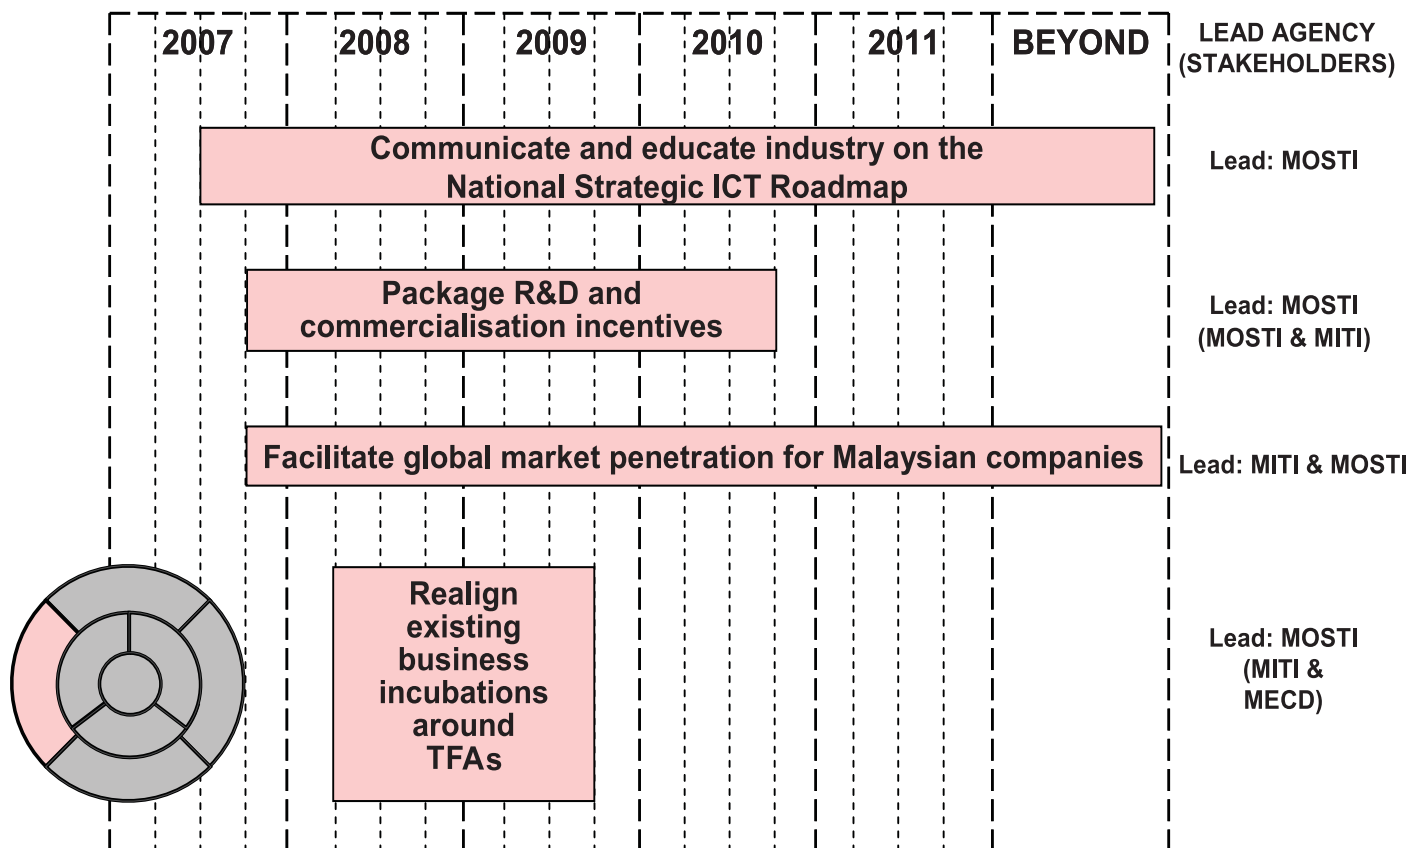 2007 2008 2009 2010 2011 BEYOND
LEAD AGENCY
(STAKEHOLDERS)
Communicate and educate industry on the
National Strategic ICT Roadmap
Lead: MOSTI
Package R&D and
commercialisation incentives
Lead: MOSTI
(MOSTI & MITI)
Facilitate global market penetration for Malaysian companies
Lead: MITI & MOSTI
Realign
existing
business
incubations
around
TFAs
Lead: MOSTI
(MITI &
MECD)